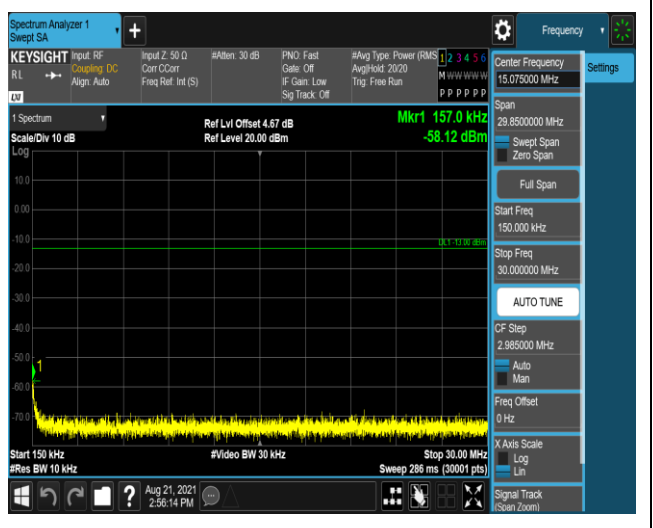 Spectrum Analyzer 1
Swept SA
Frequency
KEYSIGHT
RL
LXI
Input: RF
Coupling: DC
Align: Auto
Input Z: 50 Ω
Corr CCorr
Freq Ref: Int (S)
#Atten: 30 dB
PNO: Fast
Gate: Off
IF Gain: Low
Sig Track: Off
#Avg Type: Power (RMS
Avg|Hold: 20/20
Trig: Free Run
1 2 3 4 5 6
M W W W W W
P P P P P P
Settings
1 Spectrum
Scale/Div 10 dB
Log
Ref Lvl Offset 4.67 dB
Ref Level 20.00 dBm
Mkr1 157.0 kHz
-58.12 dBm
10.0
0.00
-10.0
-20.0
-30.0
-40.0
-50.0
-60.0
-70.0
DL1 -13.00 dBm
1
Start 150 kHz
#Res BW 10 kHz
#Video BW 30 kHz
Stop 30.00 MHz
Sweep 286 ms (30001 pts)
Center Frequency
15.075000 MHz
Span
29.8500000 MHz
Swept Span
Zero Span
Full Span
Start Freq
150.000 kHz
Stop Freq
30.000000 MHz
AUTO TUNE
CF Step
2.985000 MHz
Auto
Man
Freq Offset
0 Hz
X Axis Scale
Log
Lin
Signal Track
(Span Zoom)
?
Aug 21, 2021
2:56:14 PM